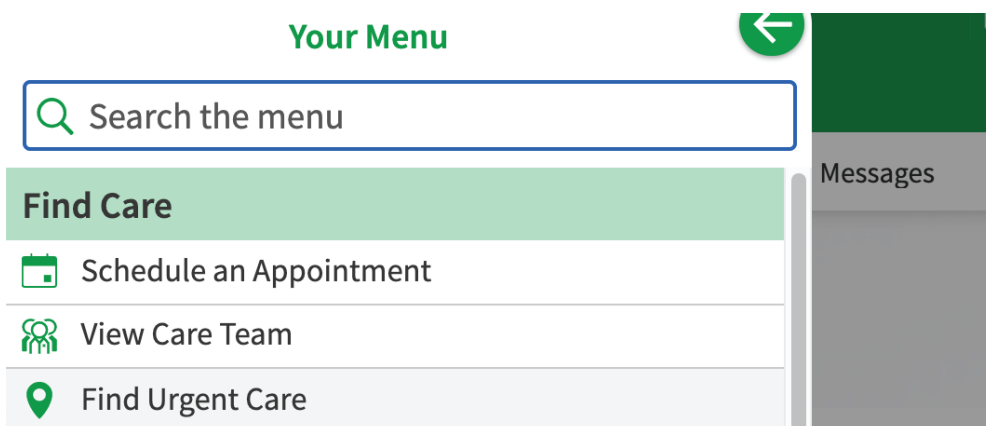 Your Menu
Search the menu
Messages
Find Care
Schedule an Appointment
View Care Team
Find Urgent Care